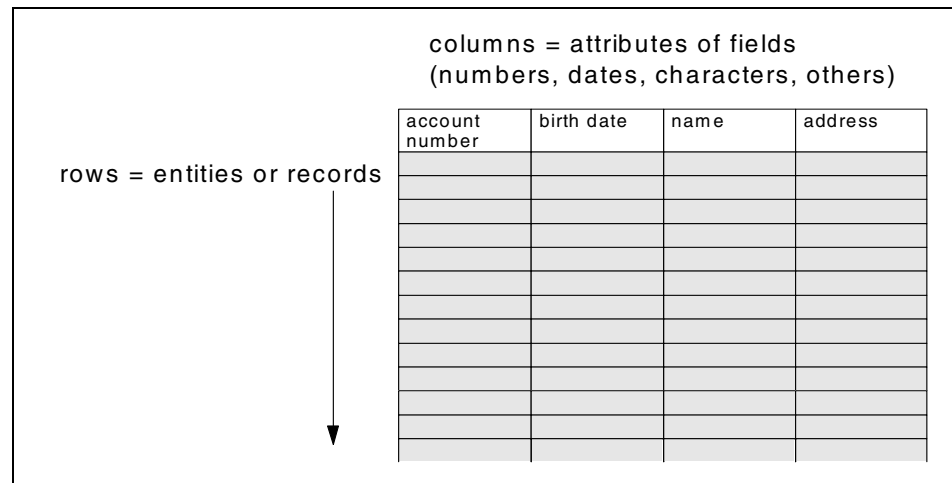 columns = attributes of fields
(numbers, dates, characters, others)
account number
birth date
name
address
rows = entities or records